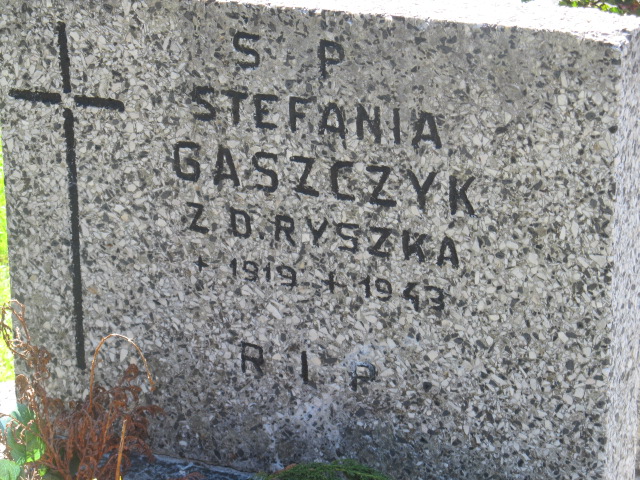 S P
STEFANIA
GASZCZYK
Z.D. RYSZKA
+ 1919 + 1943
R I P